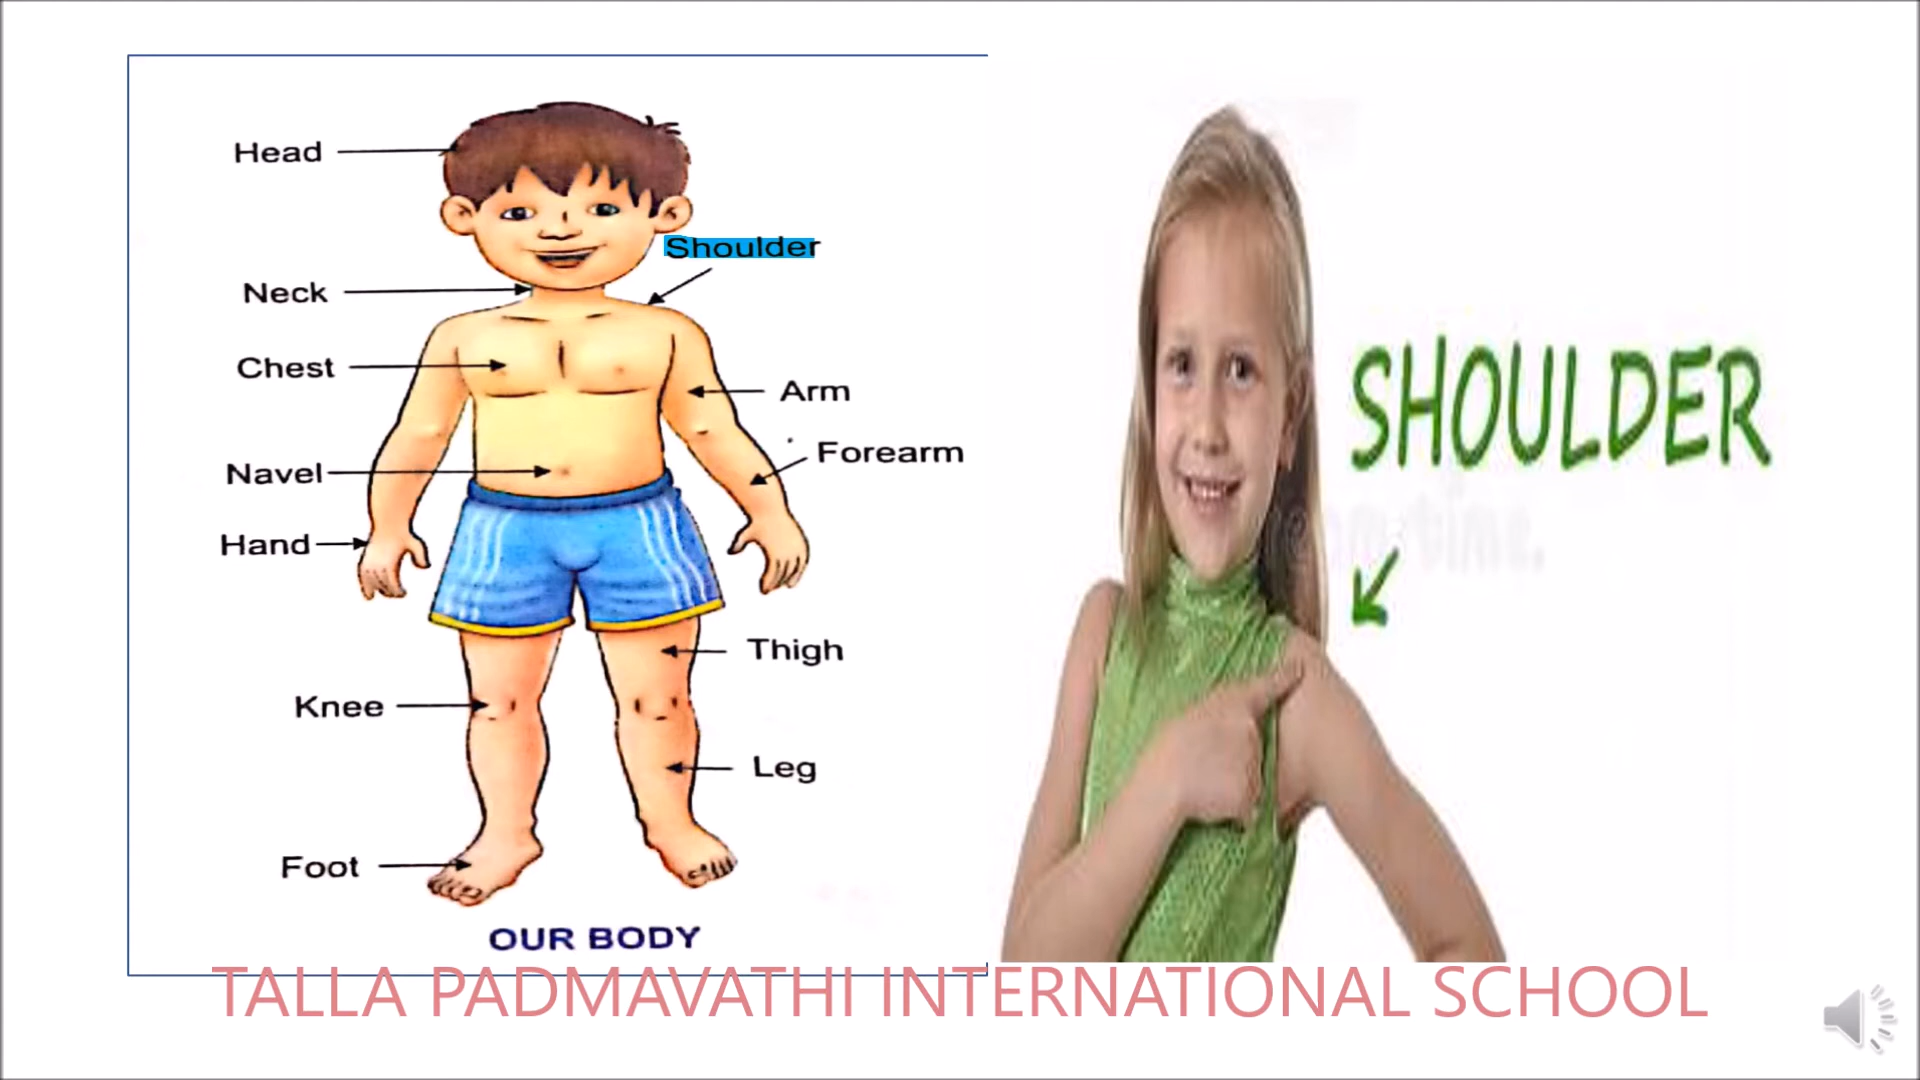 Head
Shoulder
Neck
Chest
Arm
Forearm
Navel
Hand
Thigh
Knee
Leg
Foot
OUR BODY
SHOULDER
time.
TALLA PADMAVATHI INTERNATIONAL SCHOOL